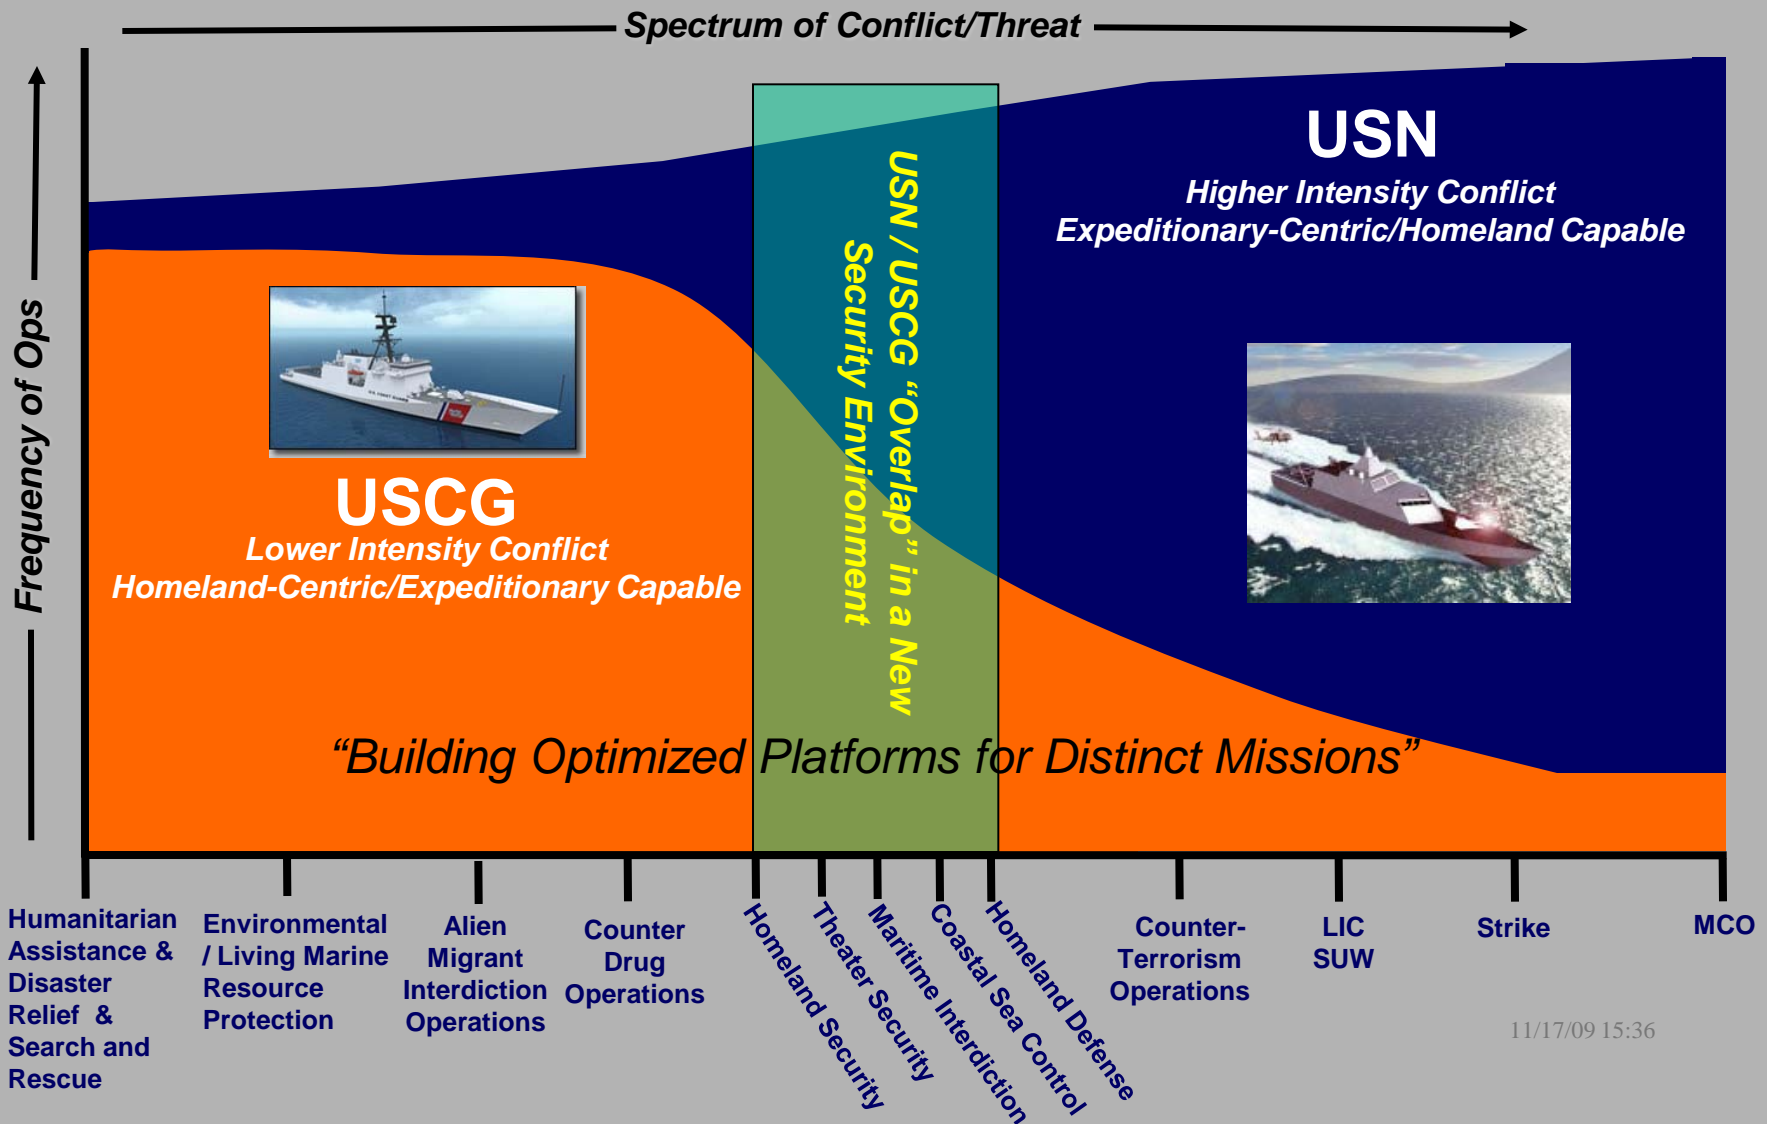 Spectrum of Conflict/Threat
Frequency of Ops
USN
Higher Intensity Conflict
Expeditionary-Centric/Homeland Capable
USN / USCG “Overlap” in a New
Security Environment
USCG
Lower Intensity Conflict
Homeland-Centric/Expeditionary Capable
“Building Optimized Platforms for Distinct Missions”
Humanitarian
Assistance &
Disaster
Relief &
Search and
Rescue
Environmental
/ Living Marine
Resource
Protection
Alien
Migrant
Interdiction
Operations
Counter
Drug
Operations
Homeland Security
Theater Security
Maritime Interdiction
Coastal Sea Control
Homeland Defense
Counter-
Terrorism
Operations
LIC
SUW
Strike
MCO
11/17/09 15:36